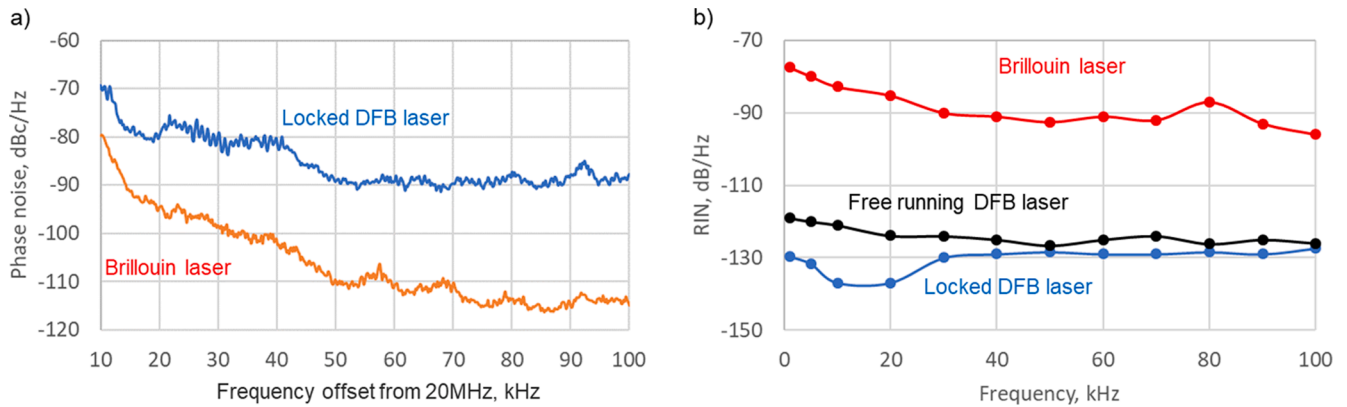 a)
-60
-70
-80
-90
-100
-110
-120
Phase noise, dBc/Hz
Locked DFB laser
Brillouin laser
10 20 30 40 50 60 70 80 90 100
Frequency offset from 20MHz, kHz
b)
-70
-90
-110
-130
-150
RIN, dB/Hz
Brillouin laser
Free running DFB laser
Locked DFB laser
0 20 40 60 80 100
Frequency, kHz